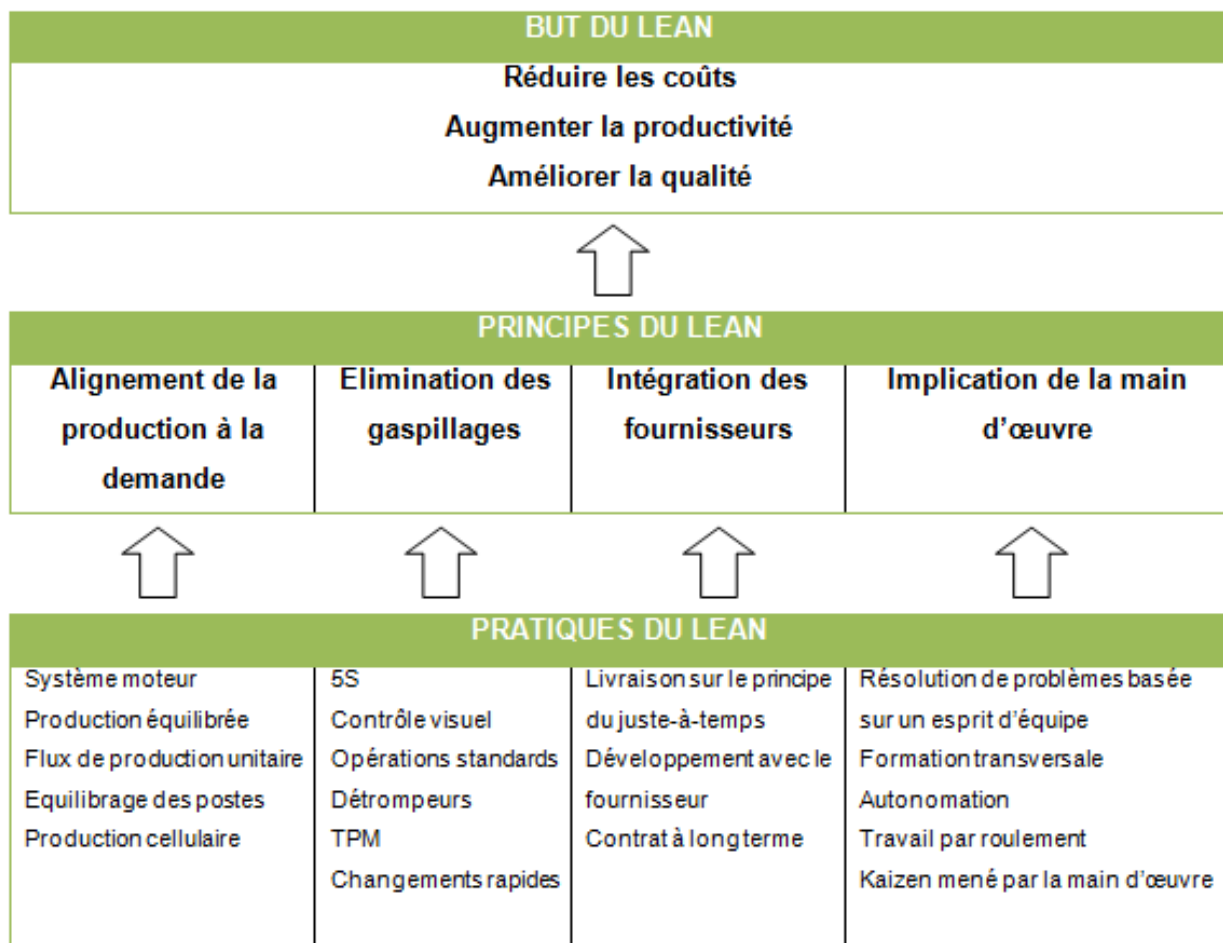 BUT DU LEAN
Réduire les coûts
Augmenter la productivité
Améliorer la qualité
PRINCIPES DU LEAN
Alignement de la
production à la
demande
Elimination des
gaspillages
Intégration des
fournisseurs
Implication de la main
d'œuvre
PRATIQUES DU LEAN
Système moteur
Production équilibrée
Flux de production unitaire
Equilibrage des postes
Production cellulaire
5S
Contrôle visuel
Opérations standards
Détrompeurs
TPM
Changements rapides
Livraison sur le principe
du juste-à-temps
Développement avec le
fournisseur
Contrat à long terme
Résolution de problèmes basée
sur un esprit d'équipe
Formation transversale
Autonomation
Travail par roulement
Kaizen mené par la main d'œuvre